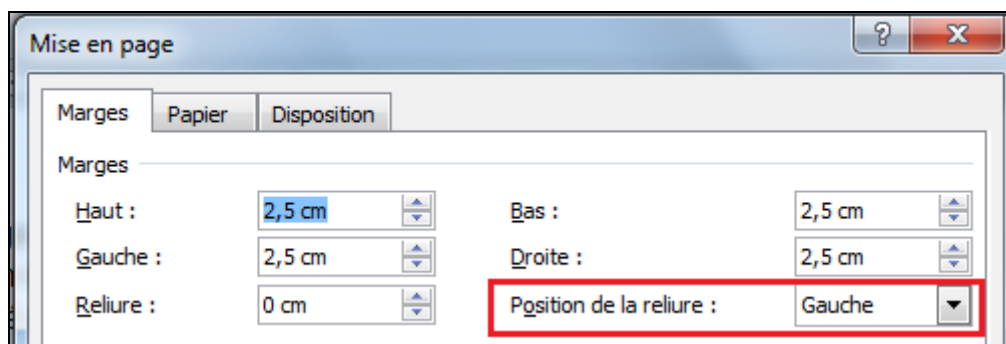 Mise en page
Marges Papier Disposition
Marges
Haut : 2,5 cm Bas : 2,5 cm
Gauche : 2,5 cm Droite : 2,5 cm
Reliure : 0 cm Position de la reliure : Gauche